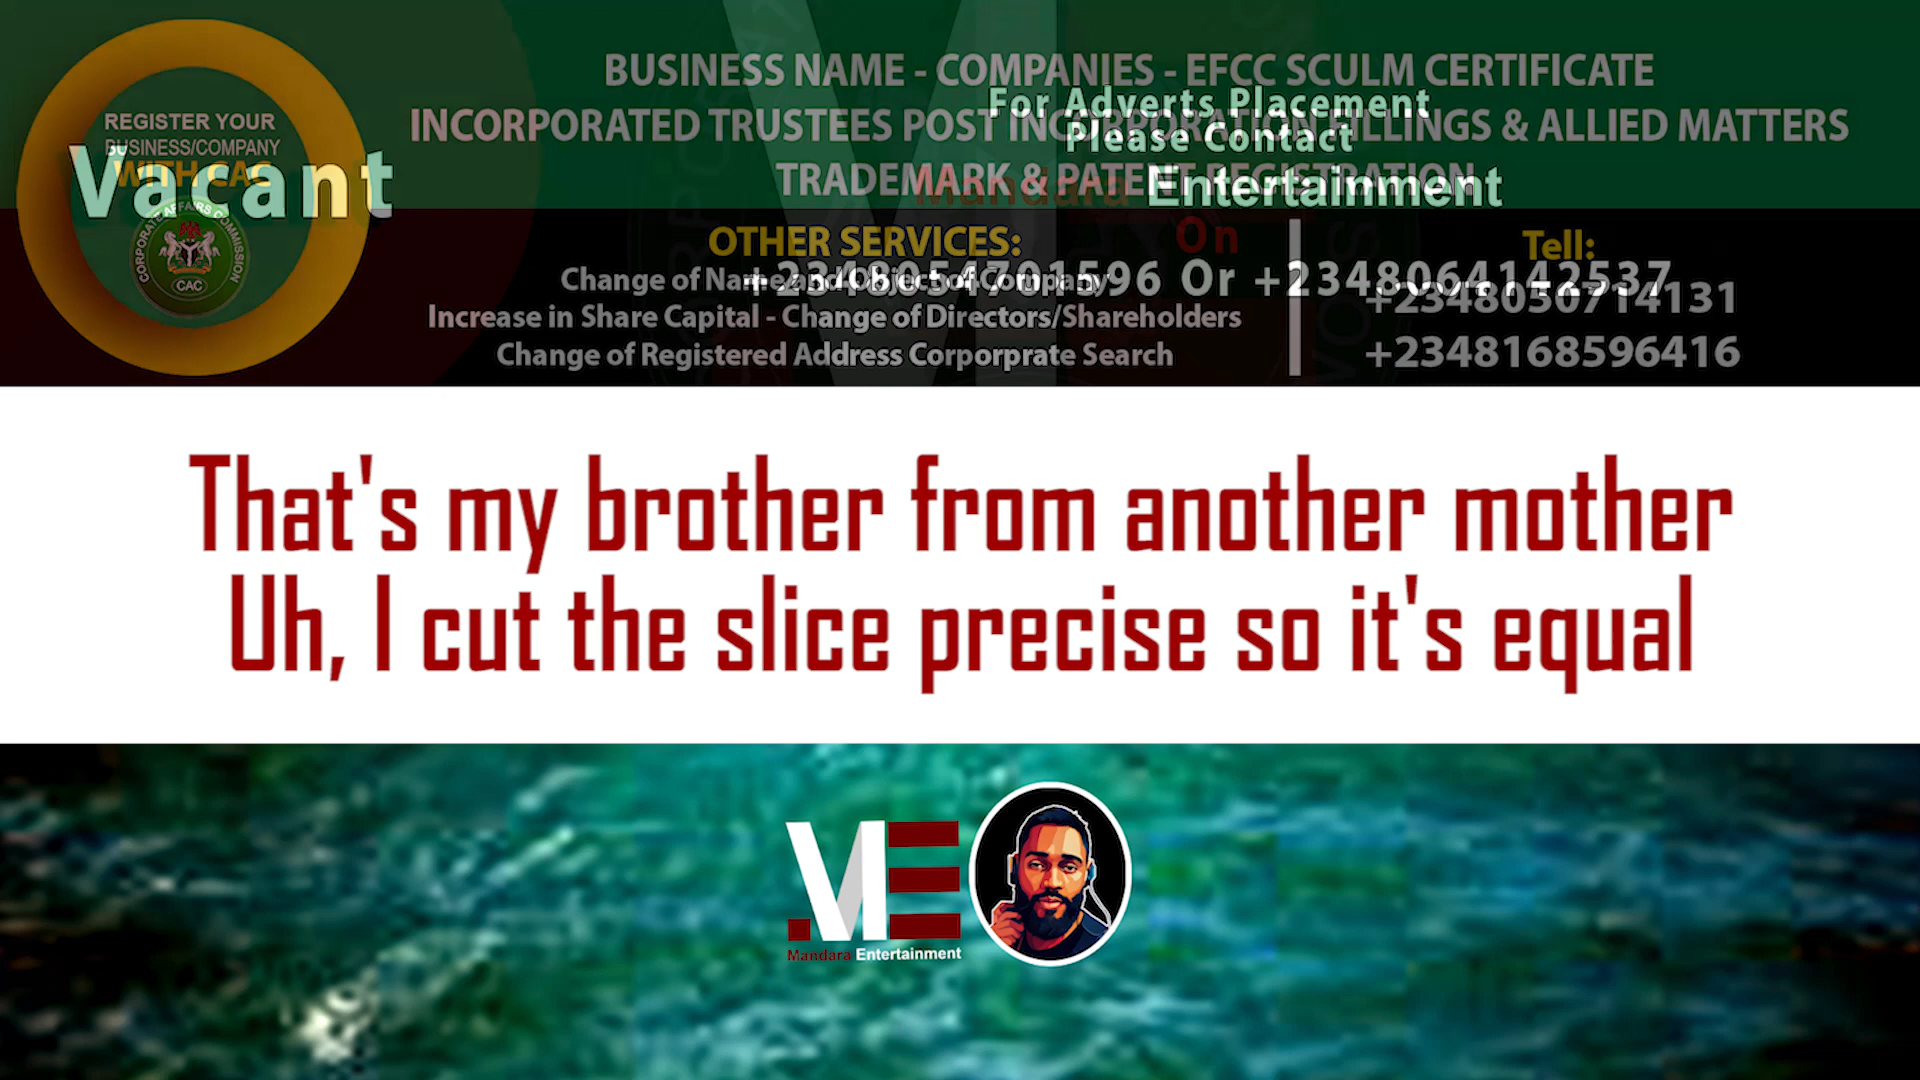 REGISTER YOUR
BUSINESS/COMPANY
WITH CAC
Vacant
CORPORATE AFFAIRS COMMISSION
CAC
BUSINESS NAME - COMPANIES - EFCC SCULM CERTIFICATE
For Adverts Placement
INCORPORATED TRUSTEES POST INCORPORATION FILLINGS & ALLIED MATTERS
Please Contact
TRADEMARK & PATENT REGISTRATION
Mandara Entertainment
On
OTHER SERVICES:
Change of Name and Object of Company
+2348054701596 Or +2348064142537
Increase in Share Capital - Change of Directors/Shareholders
Change of Registered Address Corporprate Search
Tell:
+2348050714131
+2348168596416
That's my brother from another mother
Uh, I cut the slice precise so it's equal
ME
Mandara Entertainment